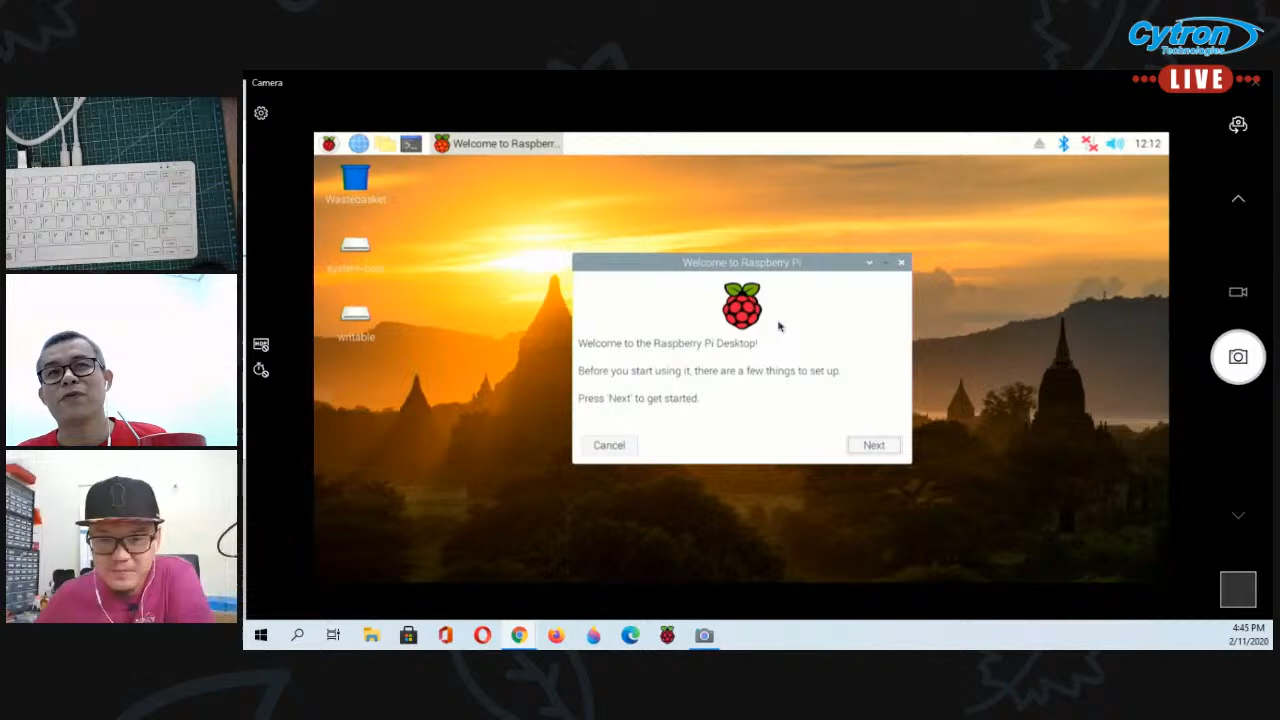 Cytron
Technologies
LIVE
Camera
Welcome to Raspberr...
12:12
Wastebasket
writable
Welcome to Raspberry Pi
Welcome to the Raspberry Pi Desktop!
Before you start using it, there are a few things to set up.
Press 'Next' to get started.
Cancel
Next
4:45 PM
2/11/2020